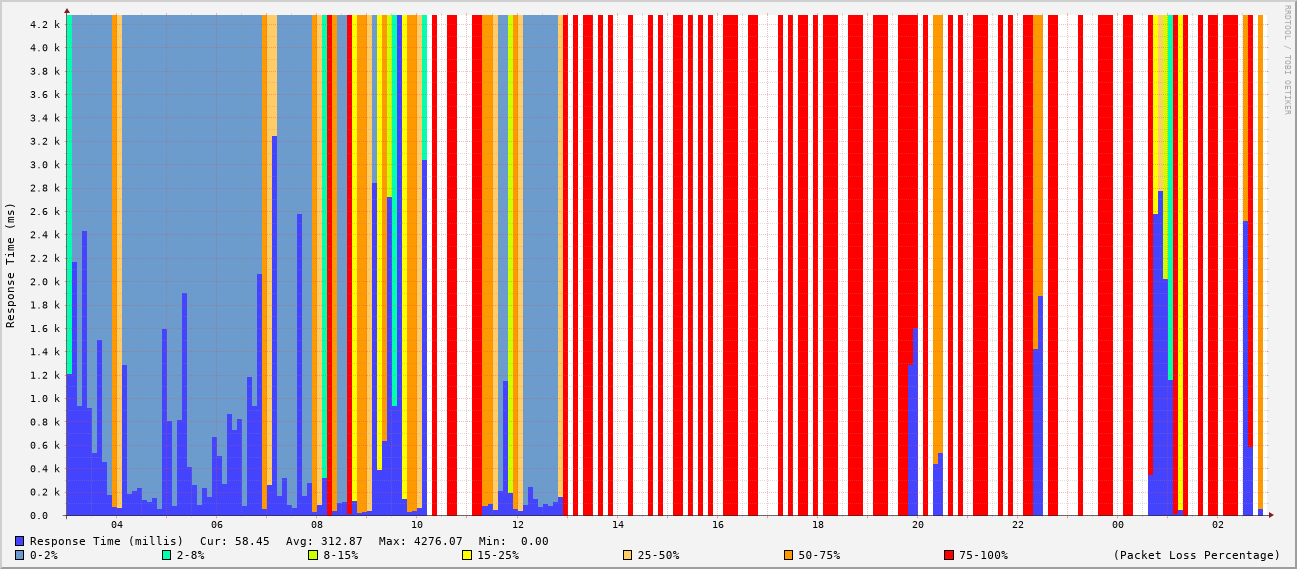 RRDTOOL / TOBI OETIKER
Response Time (ms)
4.2 k
4.0 k
3.8 k
3.6 k
3.4 k
3.2 k
3.0 k
2.8 k
2.6 k
2.4 k
2.2 k
2.0 k
1.8 k
1.6 k
1.4 k
1.2 k
1.0 k
0.8 k
0.6 k
0.4 k
0.2 k
0.0
04 06 08 10 12 14 16 18 20 22 00 02
Response Time (millis) Cur: 58.45 Avg: 312.87 Max: 4276.07 Min: 0.00
0-2% 2-8% 8-15% 15-25% 25-50% 50-75% 75-100% (Packet Loss Percentage)